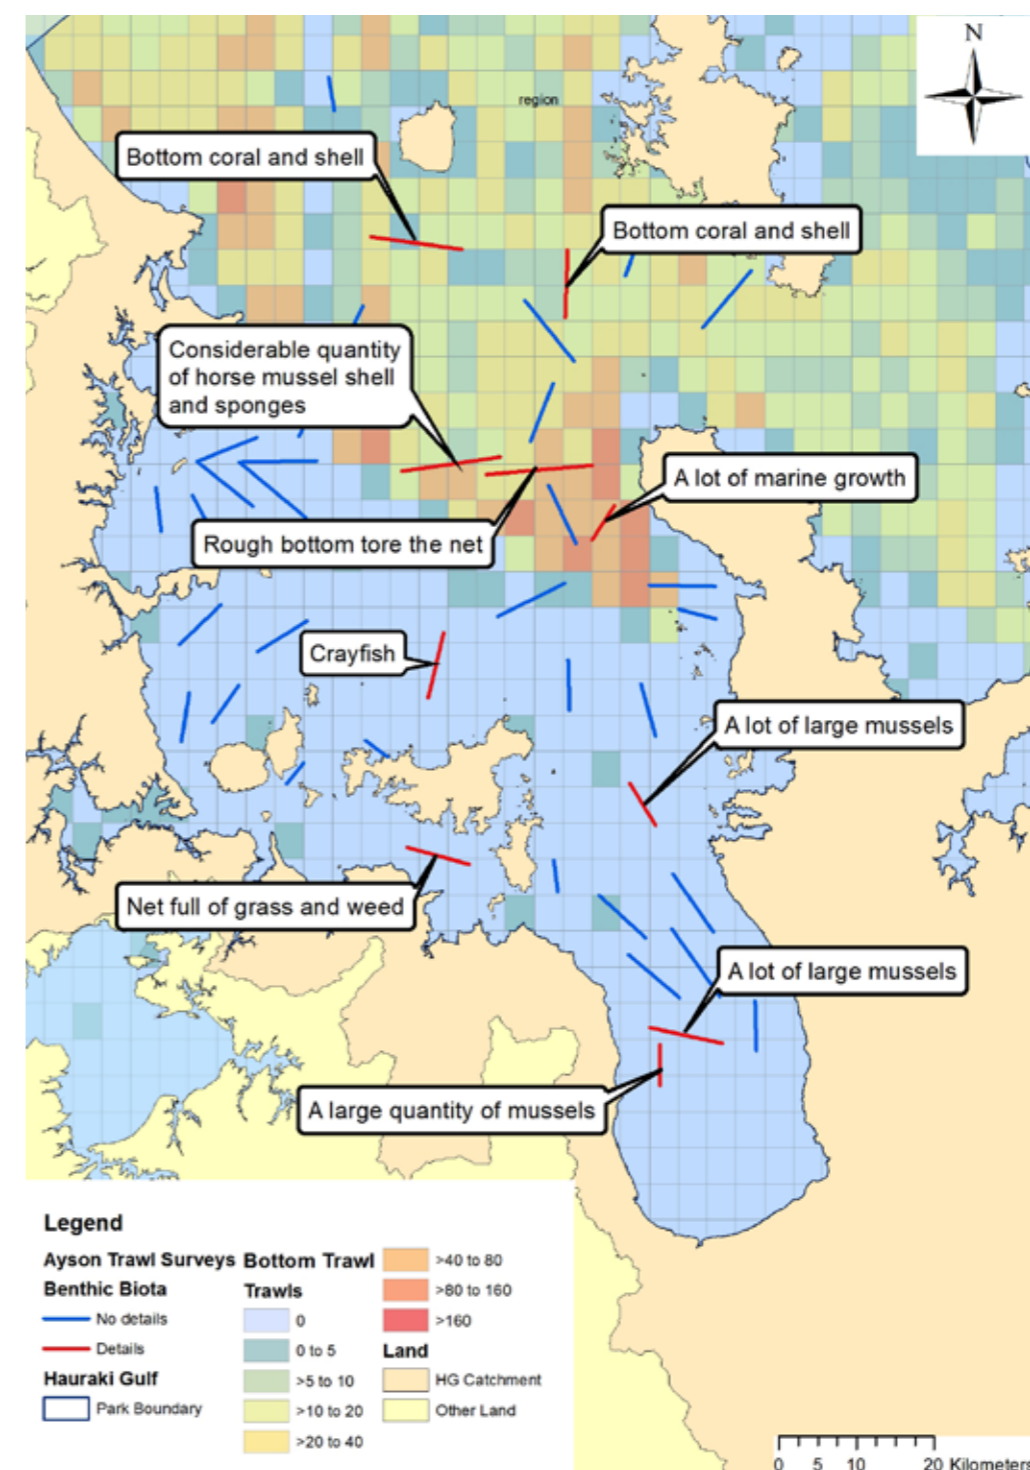 N
region
Bottom coral and shell
Bottom coral and shell
Considerable quantity
of horse mussel shell
and sponges
A lot of marine growth
Rough bottom tore the net
Crayfish
A lot of large mussels
Net full of grass and weed
A lot of large mussels
A large quantity of mussels
Legend
Ayson Trawl Surveys
Benthic Biota
No details
Details
Hauraki Gulf
Park Boundary
Bottom Trawl
Trawls
0
0 to 5
>5 to 10
>10 to 20
>20 to 40
>40 to 80
>80 to 160
>160
Land
HG Catchment
Other Land
0 5 10 20 Kilometers